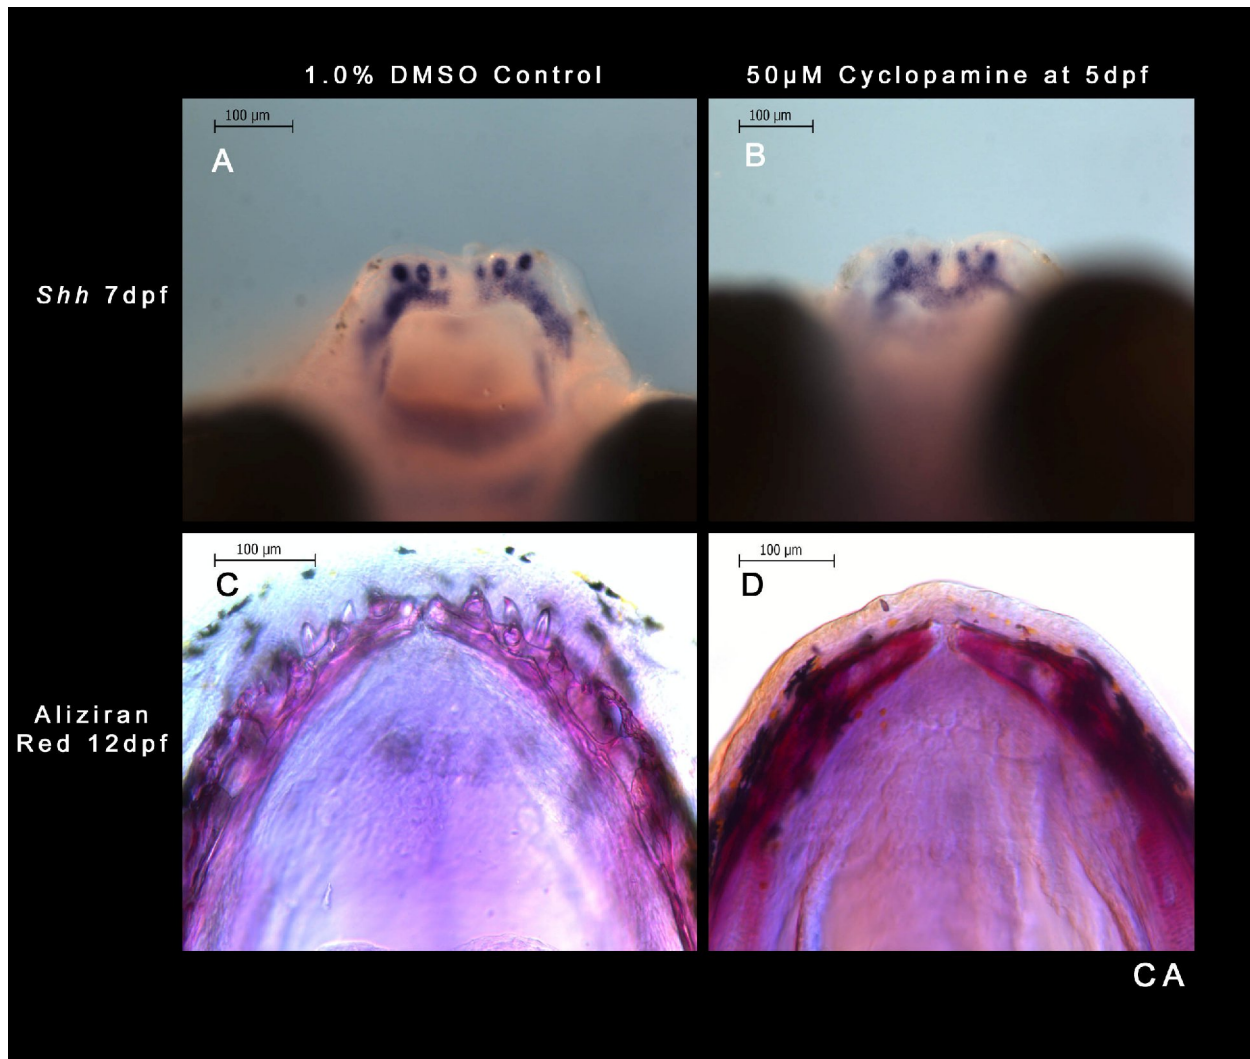 1.0% DMSO Control
50µM Cyclopamine at 5dpf
100 µm
A
100 µm
B
Shh 7dpf
100 µm
C
100 µm
D
Aliziran
Red 12dpf
C A